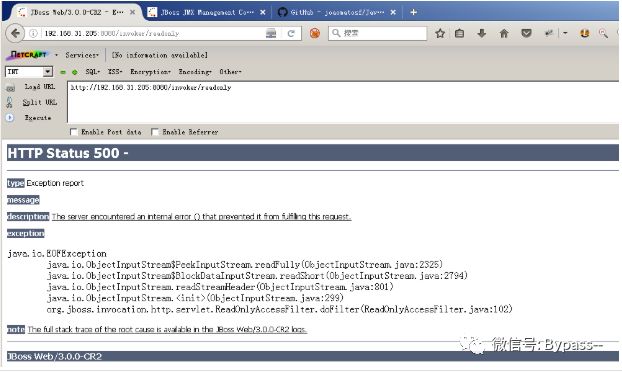 JBoss Web/3.0.0-CR2 - E...
JBoss JMX Management Co...
GitHub - joaomatosf/Jav...
192.168.31.205:8080/invoker/readonly
搜索
NETCRAFT Services [No information available]
INT SQL XSS Encryption Encoding Other
Load URL http://192.168.31.205:8080/invoker/readonly
Split URL
Execute
Enable Post data Enable Referrer
HTTP Status 500 -
type Exception report
message
description The server encountered an internal error () that prevented it from fulfilling this request.
exception
java.io.EOFException
java.io.ObjectInputStream$PeekInputStream.readFully(ObjectInputStream.java:2325)
java.io.ObjectInputStream$BlockDataInputStream.readShort(ObjectInputStream.java:2794)
java.io.ObjectInputStream.readStreamHeader(ObjectInputStream.java:801)
java.io.ObjectInputStream.<init>(ObjectInputStream.java:299)
org.jboss.invocation.http.servlet.ReadOnlyAccessFilter.doFilter(ReadOnlyAccessFilter.java:102)
note The full stack trace of the root cause is available in the JBoss Web/3.0.0-CR2 logs.
JBoss Web/3.0.0-CR2
微信号: Bypass--